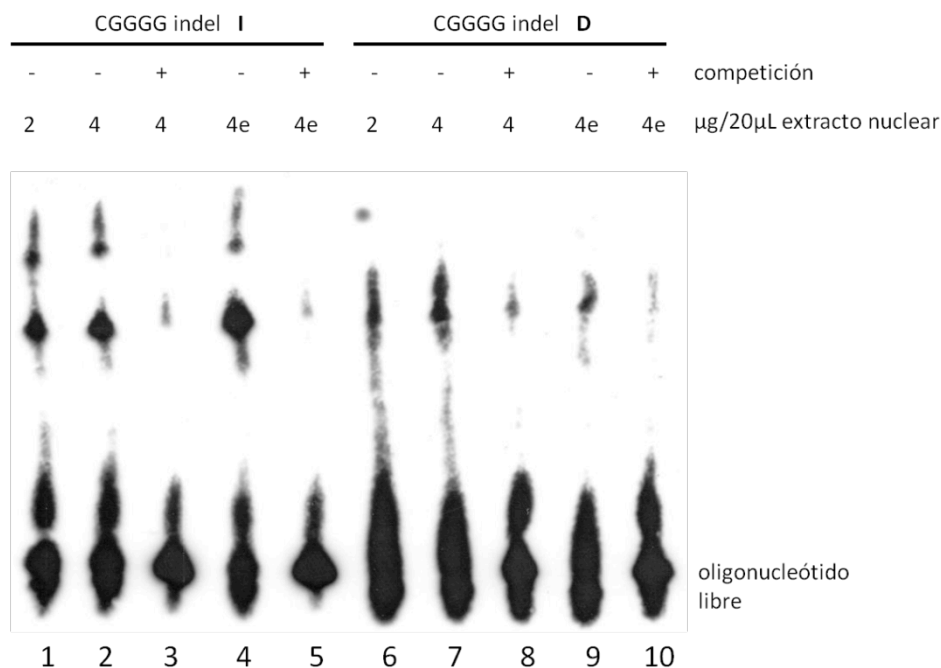 CGGGG indel I CGGGG indel D
- - + - + - - + - + competición
2 4 4 4e 4e 2 4 4 4e 4e µg/20µL extracto nuclear
oligonucleótido
libre
1 2 3 4 5 6 7 8 9 10